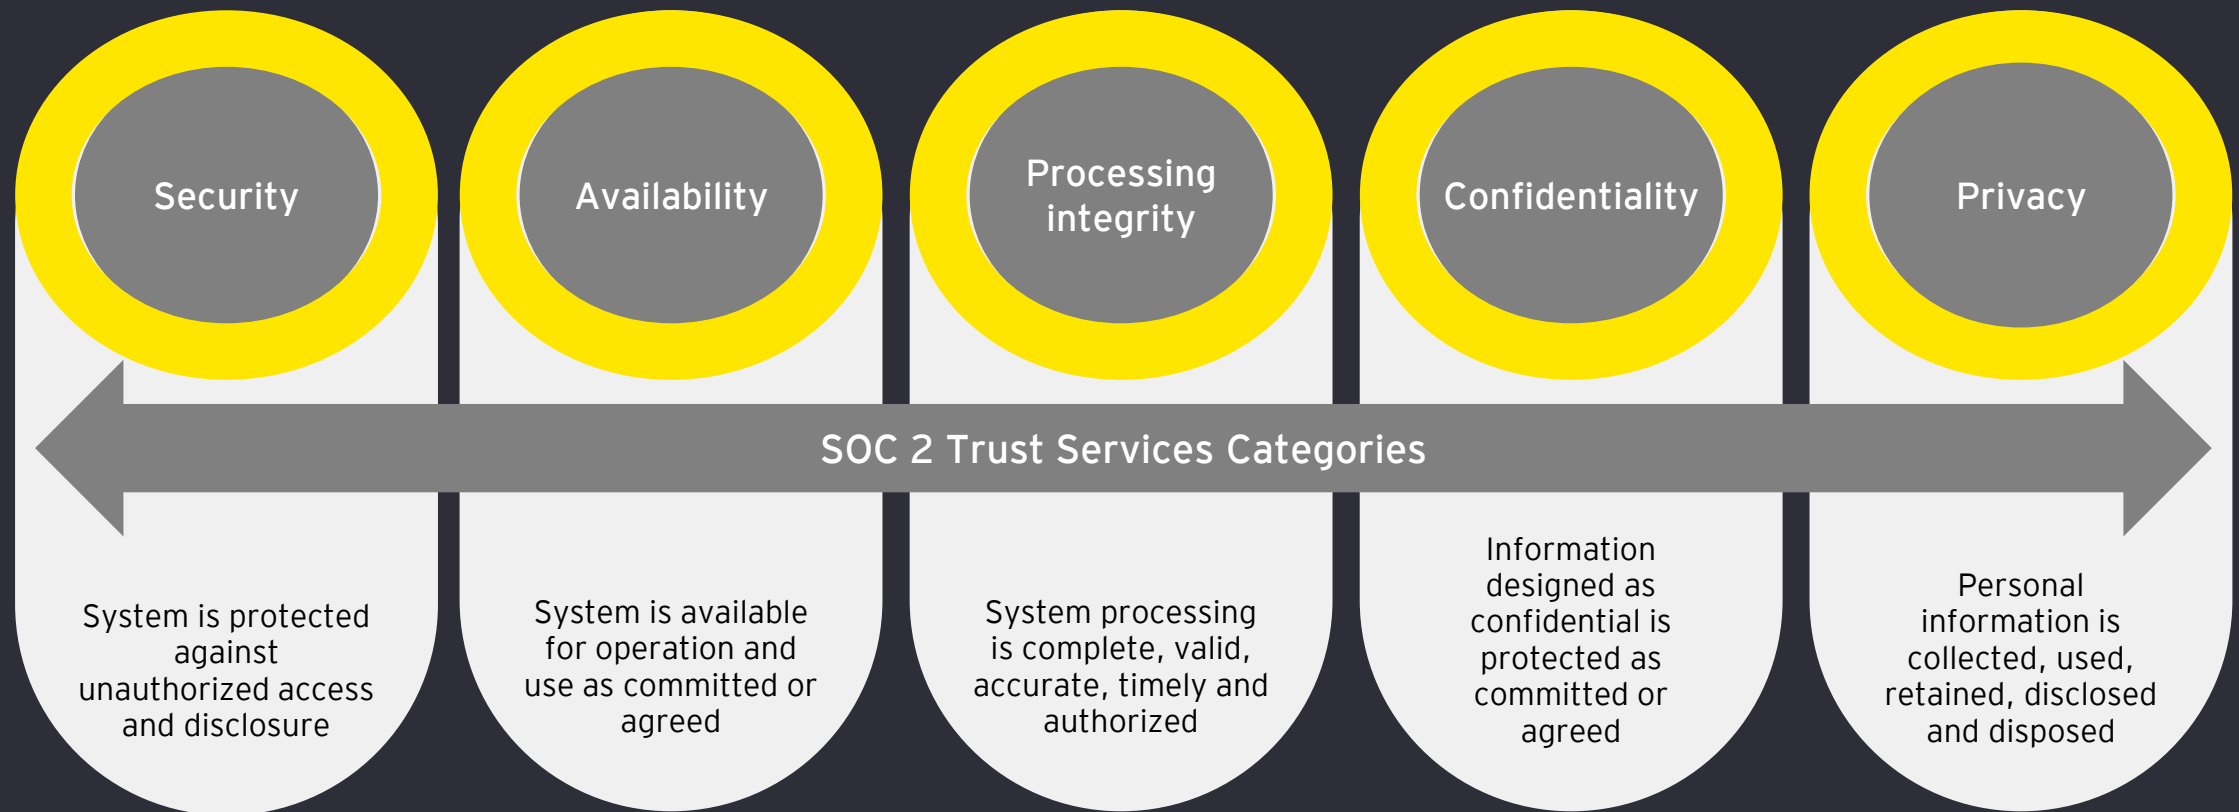 Security
Availability
Processing
integrity
Confidentiality
Privacy
SOC 2 Trust Services Categories
System is protected
against
unauthorized access
and disclosure
System is available
for operation and
use as committed or
agreed
System processing
is complete, valid,
accurate, timely and
authorized
Information
designed as
confidential is
protected as
committed or
agreed
Personal
information is
collected, used,
retained, disclosed
and disposed